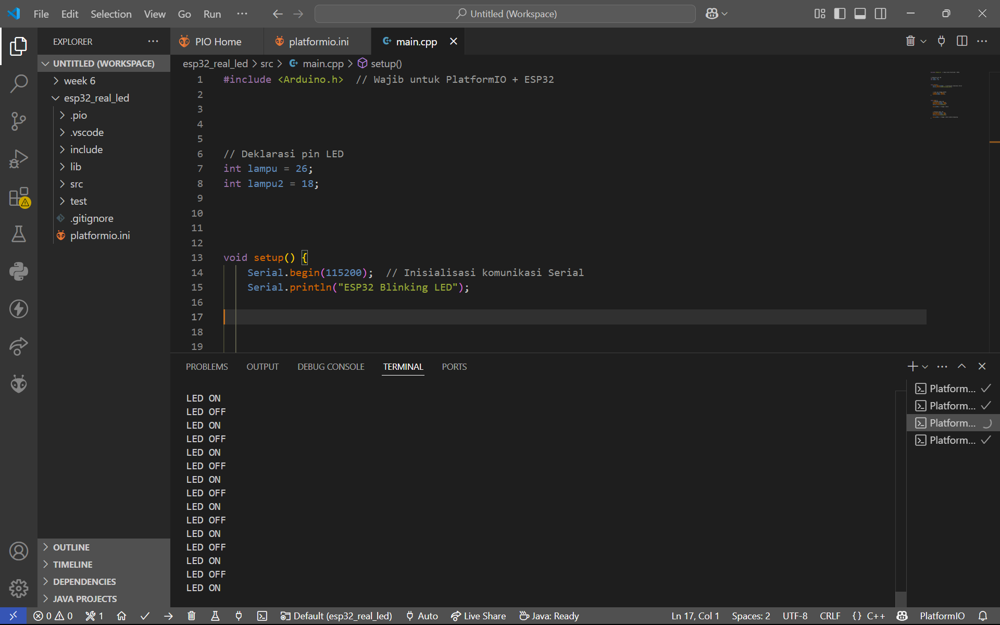 File Edit Selection View Go Run ··· Untitled (Workspace)
EXPLORER ···
UNTITLED (WORKSPACE)
week 6
esp32_real_led
.pio
.vscode
include
lib
src
test
.gitignore
platformio.ini
OUTLINE
TIMELINE
DEPENDENCIES
JAVA PROJECTS
PIO Home platformio.ini main.cpp
esp32_real_led > src > main.cpp > setup()
1 #include <Arduino.h>  // Wajib untuk PlatformIO + ESP32
2
3
4
5
6 // Deklarasi pin LED
7 int lampu = 26;
8 int lampu2 = 18;
9
10
11
12
13 void setup() {
14 Serial.begin(115200);  // Inisialisasi komunikasi Serial
15 Serial.println("ESP32 Blinking LED");
16
17
18
19
PROBLEMS OUTPUT DEBUG CONSOLE TERMINAL PORTS
LED ON
LED OFF
LED ON
LED OFF
LED ON
LED OFF
LED ON
LED OFF
LED ON
LED OFF
LED ON
LED OFF
LED ON
LED OFF
LED ON
Platform...
Platform...
Platform...
Platform...
0 0 1 Default (esp32_real_led) Auto Live Share Java: Ready Ln 17, Col 1 Spaces: 2 UTF-8 CRLF {} C++ PlatformIO